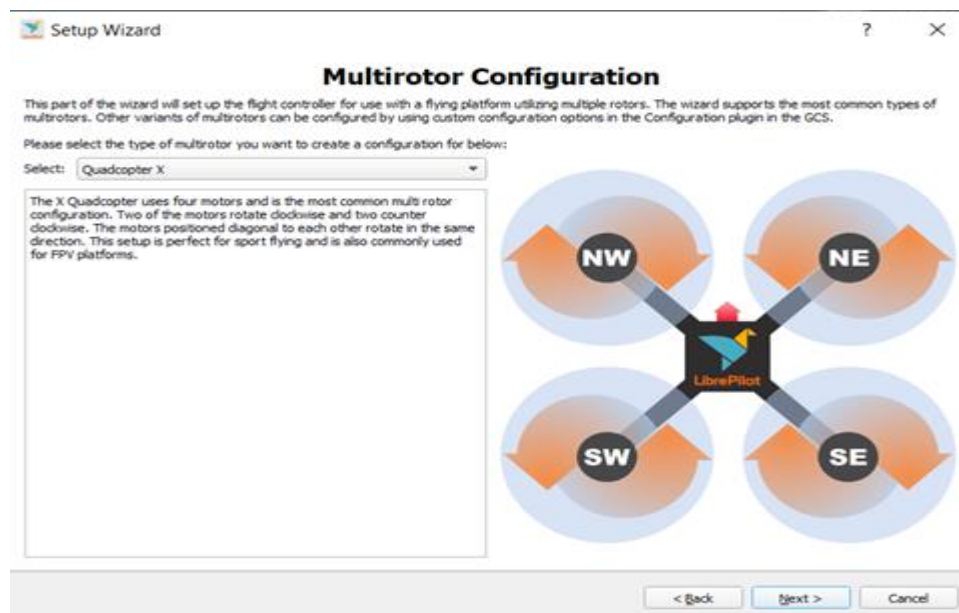 Setup Wizard
?
Multirotor Configuration
This part of the wizard will set up the flight controller for use with a flying platform utilizing multiple rotors. The wizard supports the most common types of
multirotors. Other variants of multirotors can be configured by using custom configuration options in the Configuration plugin in the GCS.
Please select the type of multirotor you want to create a configuration for below:
Select: Quadcopter X
The X Quadcopter uses four motors and is the most common multi rotor
configuration. Two of the motors rotate clockwise and two counter
clockwise. The motors positioned diagonal to each other rotate in the same
direction. This setup is perfect for sport flying and is also commonly used
for FPV platforms.
NW NE
LibrePilot
SW SE
< Back Next > Cancel